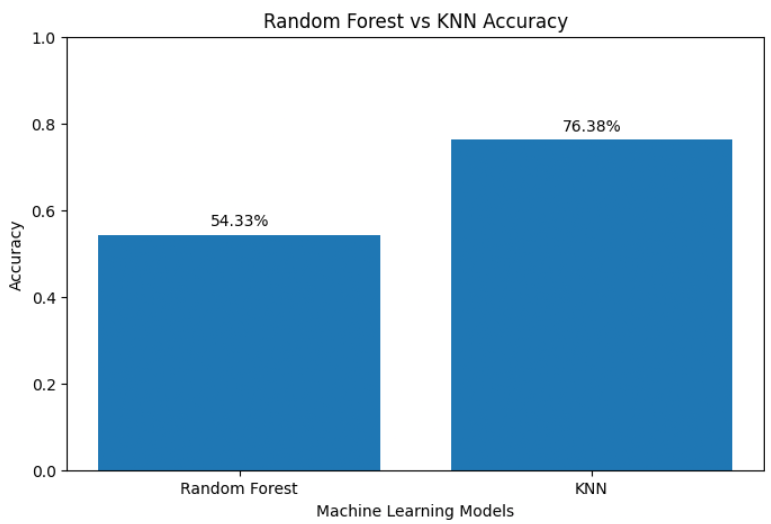 Random Forest vs KNN Accuracy
1.0
0.8
0.6
0.4
0.2
0.0
Accuracy
54.33%
76.38%
Random Forest
KNN
Machine Learning Models